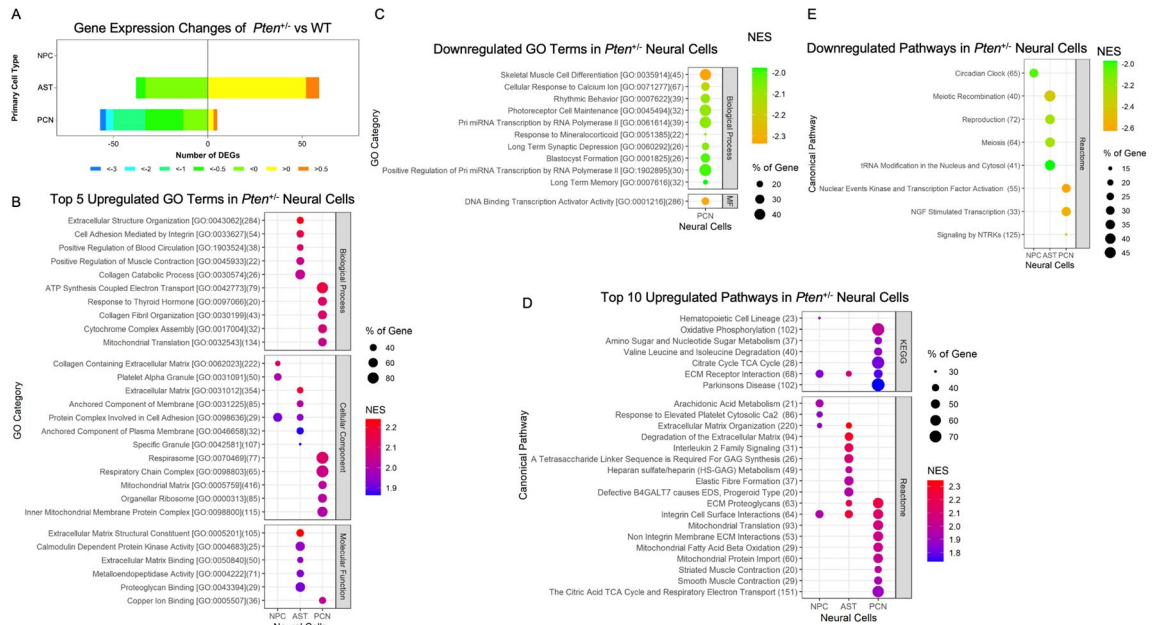 A
Gene Expression Changes of Pten+/- vs WT
Primary Cell Type
NPC
AST
PCN
-50
0
50
Number of DEGs
<-3
<-2
<-1
<-0.5
<0
>0
>0.5
B
Top 5 Upregulated GO Terms in Pten+/- Neural Cells
GO Category
Extracellular Structure Organization [GO:0043062](284)
Cell Adhesion Mediated by Integrin [GO:0033627](54)
Positive Regulation of Blood Circulation [GO:1903524](38)
Positive Regulation of Muscle Contraction [GO:0045933](22)
Collagen Catabolic Process [GO:0030574](26)
ATP Synthesis Coupled Electron Transport [GO:0042773](79)
Response to Thyroid Hormone [GO:0097066](20)
Collagen Fibril Organization [GO:0030199](43)
Cytochrome Complex Assembly [GO:0017004](32)
Mitochondrial Translation [GO:0032543](134)
Biological Process
Collagen Containing Extracellular Matrix [GO:0062023](222)
Platelet Alpha Granule [GO:0031091](50)
Extracellular Matrix [GO:0031012](354)
Anchored Component of Membrane [GO:0031225](85)
Protein Complex Involved in Cell Adhesion [GO:0098636](29)
Anchored Component of Plasma Membrane [GO:0046658](32)
Specific Granule [GO:0042581](107)
Respirasome [GO:0070469](77)
Respiratory Chain Complex [GO:0098803](65)
Mitochondrial Matrix [GO:0005759](416)
Organellar Ribosome [GO:0000313](85)
Inner Mitochondrial Membrane Protein Complex [GO:0098800](115)
Cellular Component
Extracellular Matrix Structural Constituent [GO:0005201](105)
Calmodulin Dependent Protein Kinase Activity [GO:0004683](25)
Extracellular Matrix Binding [GO:0050840](50)
Metalloendopeptidase Activity [GO:0004222](71)
Proteoglycan Binding [GO:0043394](29)
Copper Ion Binding [GO:0005507](36)
Molecular Function
NPC AST PCN
Neural Cells
% of Gene
40
60
80
NES
2.2
2.1
2.0
1.9
C
Downregulated GO Terms in Pten+/- Neural Cells
GO Category
Skeletal Muscle Cell Differentiation [GO:0035914](45)
Cellular Response to Calcium Ion [GO:0071277](67)
Rhythmic Behavior [GO:0007622](39)
Photoreceptor Cell Maintenance [GO:0045494](32)
Pri miRNA Transcription by RNA Polymerase II [GO:0061614](39)
Response to Mineralocorticoid [GO:0051385](22)
Long Term Synaptic Depression [GO:0060292](26)
Blastocyst Formation [GO:0001825](26)
Positive Regulation of Pri miRNA Transcription by RNA Polymerase II [GO:1902895](30)
Long Term Memory [GO:0007616](32)
Biological Process
DNA Binding Transcription Activator Activity [GO:0001216](286)
MF
PCN
Neural Cells
NES
-2.0
-2.1
-2.2
-2.3
% of Gene
20
30
40
E
Downregulated Pathways in Pten+/- Neural Cells
Canonical Pathway
Circadian Clock (65)
Meiotic Recombination (40)
Reproduction (72)
Meiosis (64)
tRNA Modification in the Nucleus and Cytosol (41)
Nuclear Events Kinase and Transcription Factor Activation (55)
NGF Stimulated Transcription (33)
Signaling by NTRKs (125)
Reactome
NPC AST PCN
Neural Cells
NES
-2.0
-2.2
-2.4
-2.6
% of Gene
15
20
25
30
35
40
45
D
Top 10 Upregulated Pathways in Pten+/- Neural Cells
Canonical Pathway
Hematopoietic Cell Lineage (23)
Oxidative Phosphorylation (102)
Amino Sugar and Nucleotide Sugar Metabolism (37)
Valine Leucine and Isoleucine Degradation (40)
Citrate Cycle TCA Cycle (28)
ECM Receptor Interaction (68)
Parkinsons Disease (102)
KEGG
Arachidonic Acid Metabolism (21)
Response to Elevated Platelet Cytosolic Ca2 (86)
Extracellular Matrix Organization (220)
Degradation of the Extracellular Matrix (94)
Interleukin 2 Family Signaling (31)
A Tetrasaccharide Linker Sequence is Required For GAG Synthesis (26)
Heparan sulfate/heparin (HS-GAG) Metabolism (49)
Elastic Fibre Formation (37)
Defective B4GALT7 causes EDS, Progeroid Type (20)
ECM Proteoglycans (63)
Integrin Cell Surface Interactions (64)
Mitochondrial Translation (93)
Non Integrin Membrane ECM Interactions (53)
Mitochondrial Fatty Acid Beta Oxidation (29)
Mitochondrial Protein Import (60)
Striated Muscle Contraction (20)
Smooth Muscle Contraction (29)
The Citric Acid TCA Cycle and Respiratory Electron Transport (151)
Reactome
NPC AST PCN
Neural Cells
% of Gene
30
40
50
60
70
NES
2.3
2.2
2.1
2.0
1.9
1.8